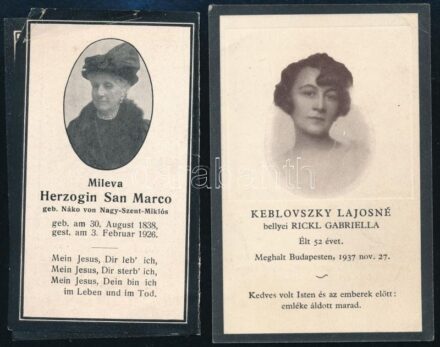 Mileva
Herzogin San Marco
geb. Náko von Nagy-Szent-Miklós
geb. am 30. August 1838,
gest. am 3. Februar 1926.
Mein Jesus, Dir leb' ich,
Mein Jesus, Dir sterb' ich,
Mein Jesus, Dein bin ich
im Leben und im Tod.
KEBLOVSZKY LAJOSNÉ
bellyei RICKL GABRIELLA
Élt 52 évet.
Meghalt Budapesten, 1937 nov. 27.
Kedves volt Isten és az emberek előtt:
emléke áldott marad.